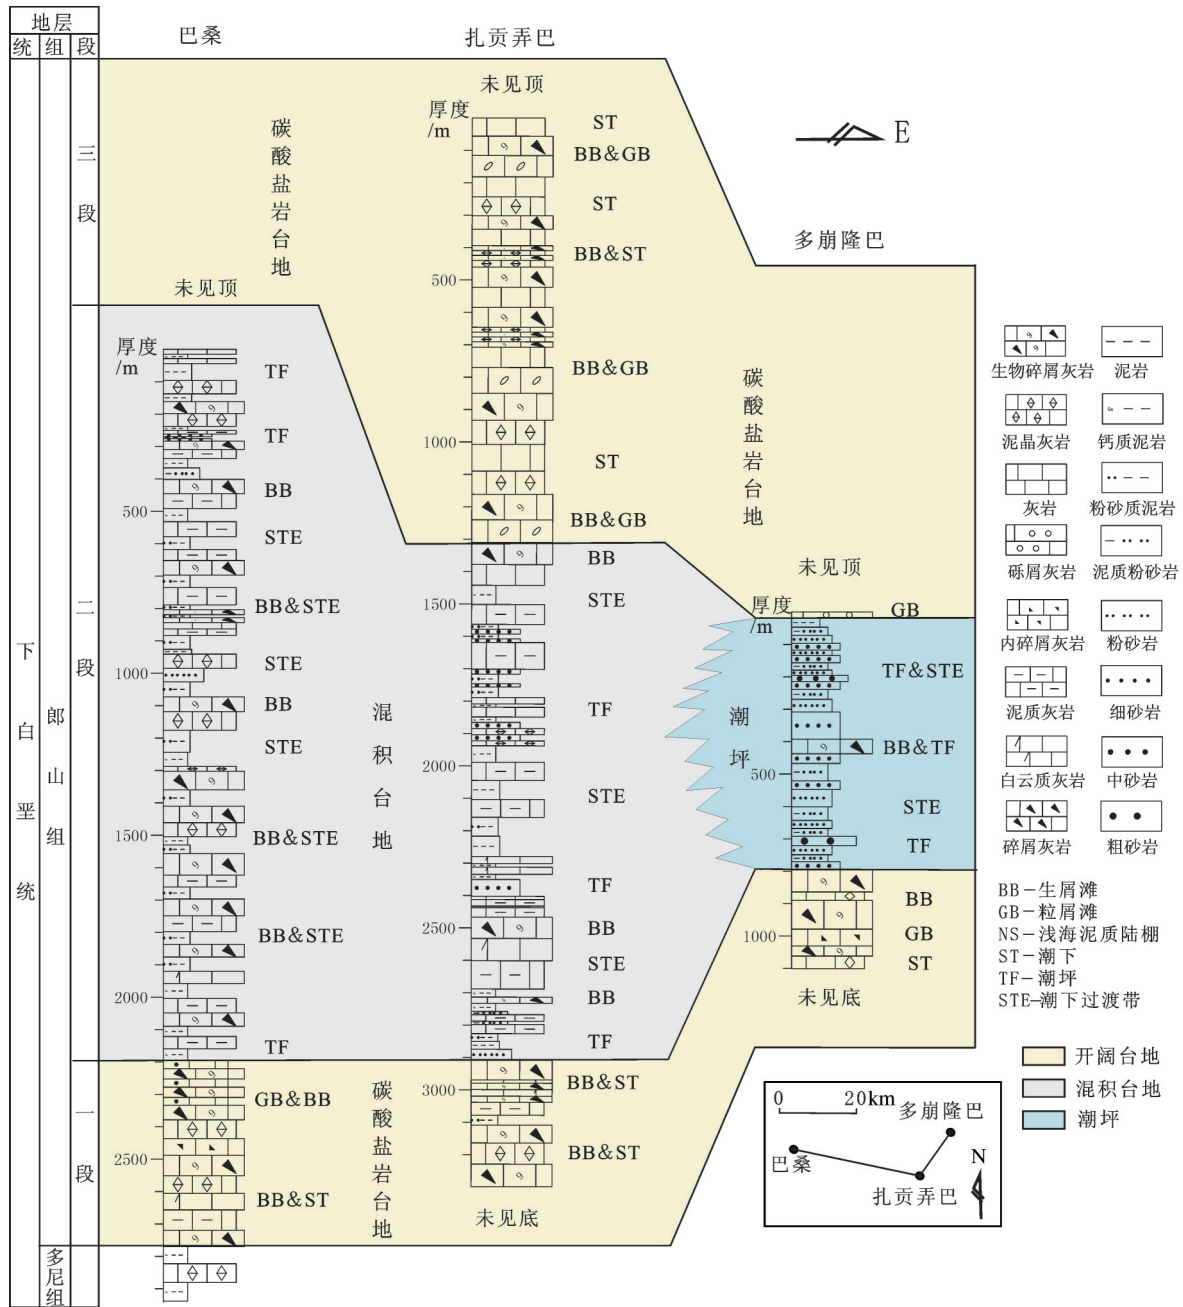 地层
统 组 段
下白垩统
郎山组
多尼组
三段
二段
一段
巴桑
未见顶
厚度
/m
500
1000
1500
2000
2500
TF
TF
BB
STE
BB&STE
STE
BB
STE
BB&STE
BB&STE
TF
GB&BB
BB&ST
碳酸盐岩台地
混积台地
碳酸盐岩台地
扎贡弄巴
未见顶
厚度
/m
500
1000
1500
2000
2500
3000
ST
BB&GB
ST
BB&ST
BB&GB
ST
BB&GB
BB
STE
TF
STE
TF
BB
STE
BB
TF
BB&ST
BB&ST
未见底
碳酸盐岩台地
潮坪
E
多崩隆巴
未见顶
厚度
/m
500
1000
GB
TF&STE
BB&TF
STE
TF
BB
GB
ST
未见底
生物碎屑灰岩 泥岩
泥晶灰岩 钙质泥岩
灰岩 粉砂质泥岩
砾屑灰岩 泥质粉砂岩
内碎屑灰岩 粉砂岩
泥质灰岩 细砂岩
白云质灰岩 中砂岩
碎屑灰岩 粗砂岩
BB-生屑滩
GB-粒屑滩
NS-浅海泥质陆棚
ST-潮下
TF-潮坪
STE-潮下过渡带
开阔台地
混积台地
潮坪
0 20km
多崩隆巴
巴桑
扎贡弄巴
N